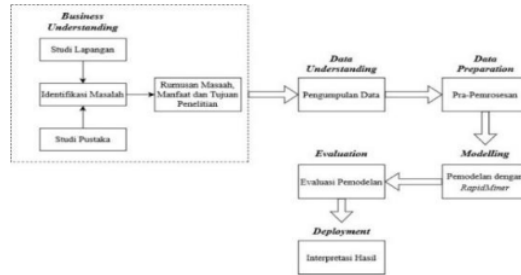 Business
Understanding
Studi Lapangan
Identifikasi Masalah
Studi Pustaka
Rumusan Masaah,
Manfaat dan Tujuan
Penelitian
Data
Understanding
Pengumpulan Data
Data
Preparation
Pra-Pemrosesan
Modelling
Pemodelan dengan
RapidMiner
Evaluation
Evaluasi Pemodelan
Deployment
Interpretasi Hasil